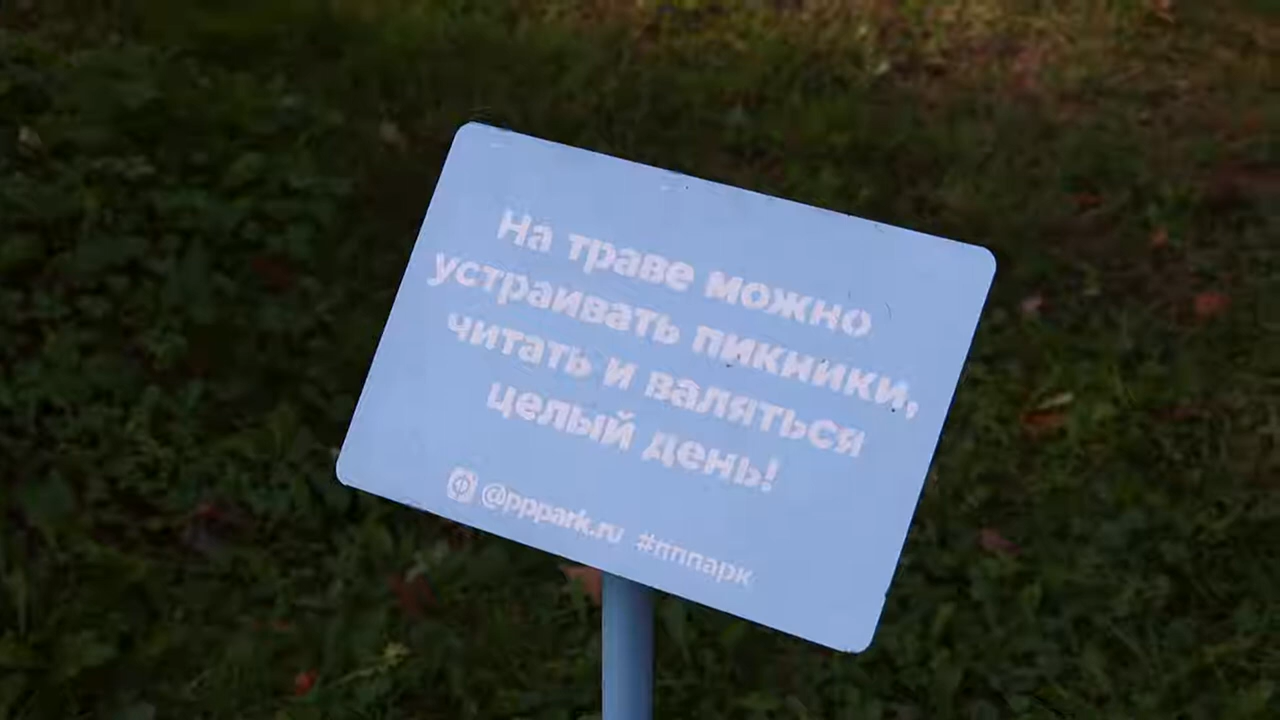 На траве можно
устраивать пикники,
читать и валяться
целый день!
@pppark.ru #пппарк